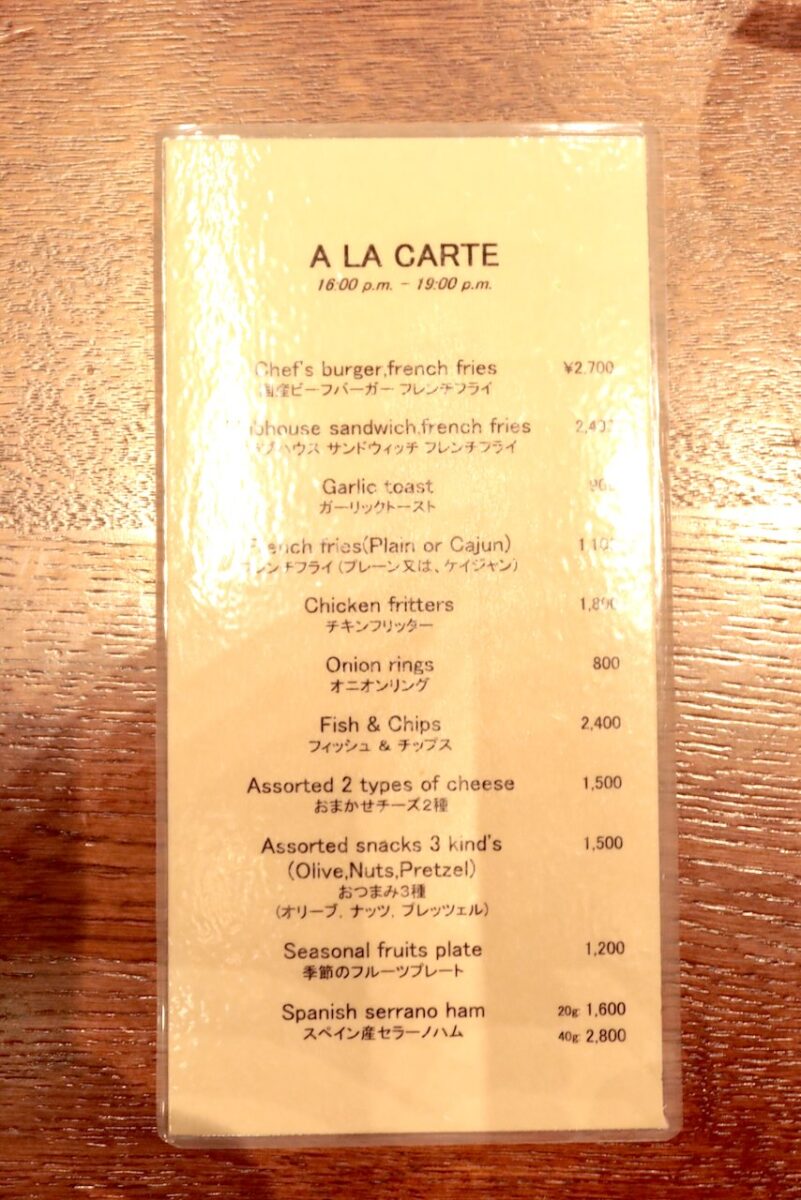 A LA CARTE
16:00 p.m. - 19:00 p.m.
Chef's burger,french fries ¥2,700
国産ビーフバーガー フレンチフライ
sandwich,french fries
サンドウィッチ フレンチフライ
Garlic toast
ガーリックトースト
French fries(Plain or Cajun)
フレンチフライ (プレーン又は、ケイジャン)
Chicken fritters 1,800
チキンフリッター
Onion rings 800
オニオンリング
Fish & Chips 2,400
フィッシュ & チップス
Assorted 2 types of cheese 1,500
おまかせチーズ2種
Assorted snacks 3 kind's 1,500
(Olive,Nuts,Pretzel)
おつまみ3種
(オリーブ, ナッツ, プレッツェル)
Seasonal fruits plate 1,200
季節のフルーツプレート
Spanish serrano ham 20g 1,600
スペイン産セラーノハム 40g 2,800